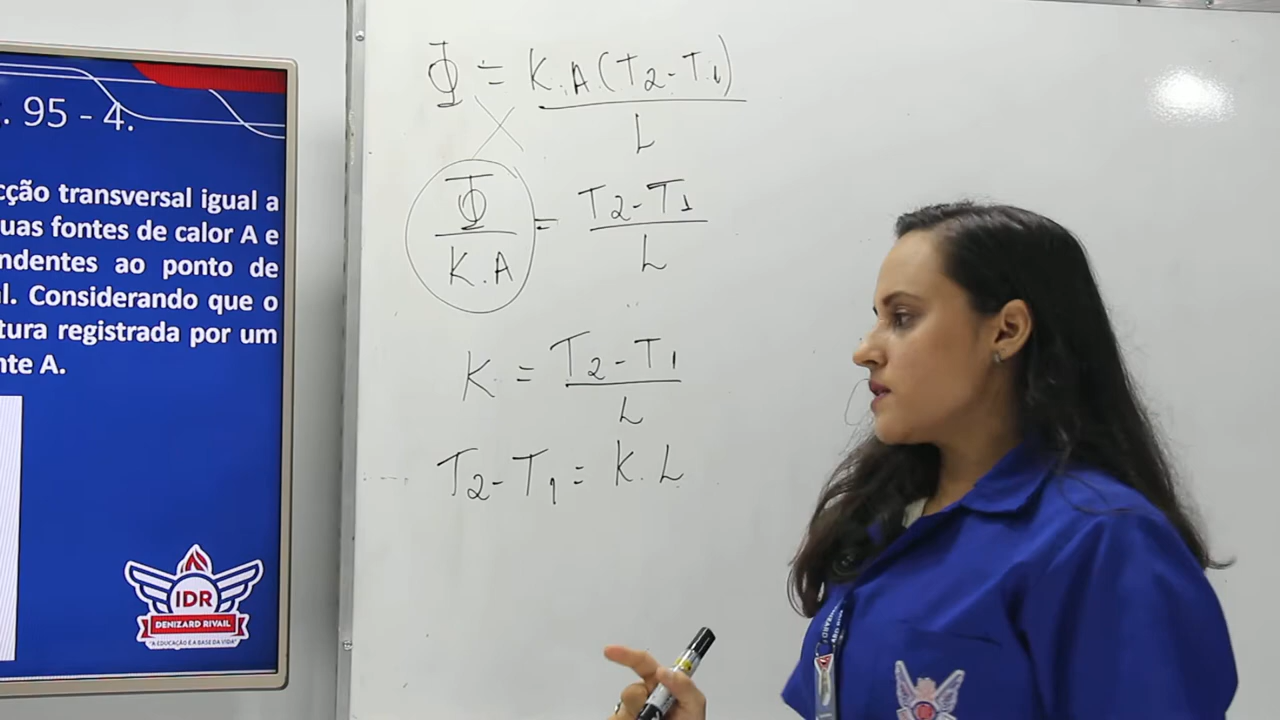 . 95 - 4.
cção transversal igual a
uas fontes de calor A e
ndentes ao ponto de
l. Considerando que o
tura registrada por um
nte A.
IDR
DENIZARD RIVAIL
"A EDUCAÇÃO É A BASE DA VIDA"
Φ = K.A(T2-T1)
L
Φ = T2-T1
K.A L
K = T2-T1
L
T2-T1 = K.L